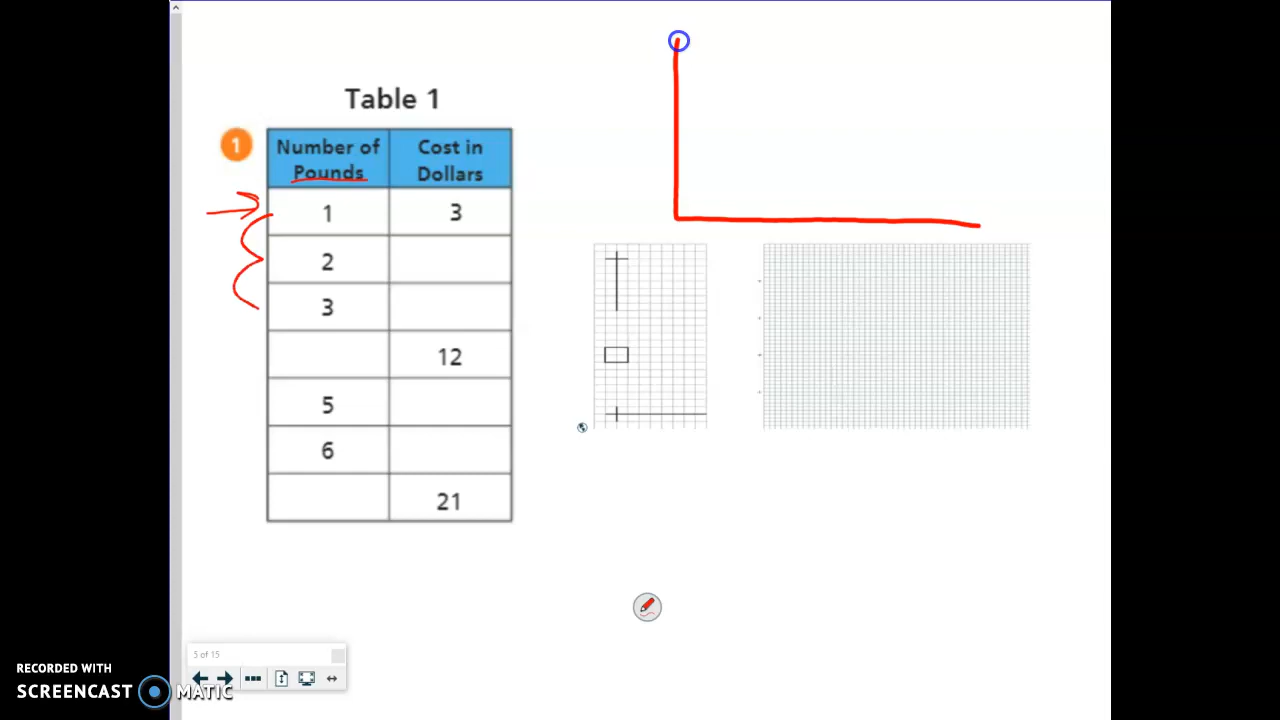 Table 1
1
Number of Pounds
Cost in Dollars
1 3
2
3
12
5
6
21
5 of 15
RECORDED WITH
SCREENCAST MATIC